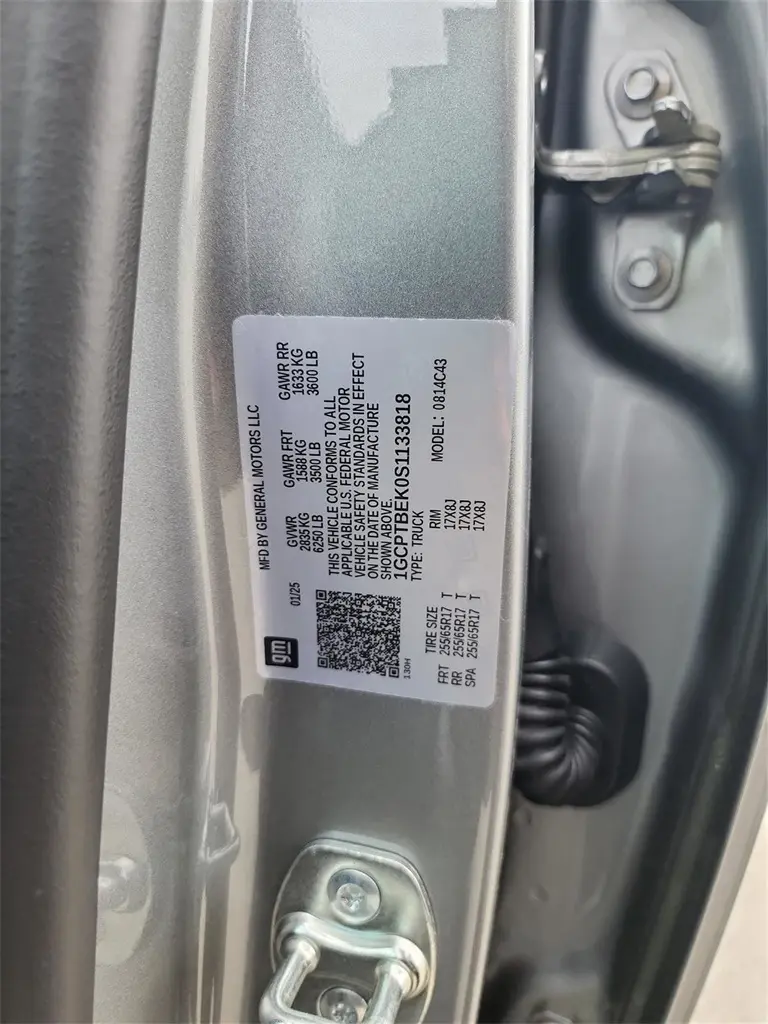 MFD BY GENERAL MOTORS LLC
gm
01/25
GVWR GAWR FRT GAWR RR
2835 KG 1588 KG 1633 KG
6250 LB 3500 LB 3600 LB
THIS VEHICLE CONFORMS TO ALL
APPLICABLE U.S. FEDERAL MOTOR
VEHICLE SAFETY STANDARDS IN EFFECT
ON THE DATE OF MANUFACTURE
SHOWN ABOVE.
1GCPTBEK0S1133818
TYPE: TRUCK MODEL: 0814C43
130H
TIRE SIZE RIM
FRT 255/65R17 T 17X8J
RR 255/65R17 T 17X8J
SPA 255/65R17 T 17X8J